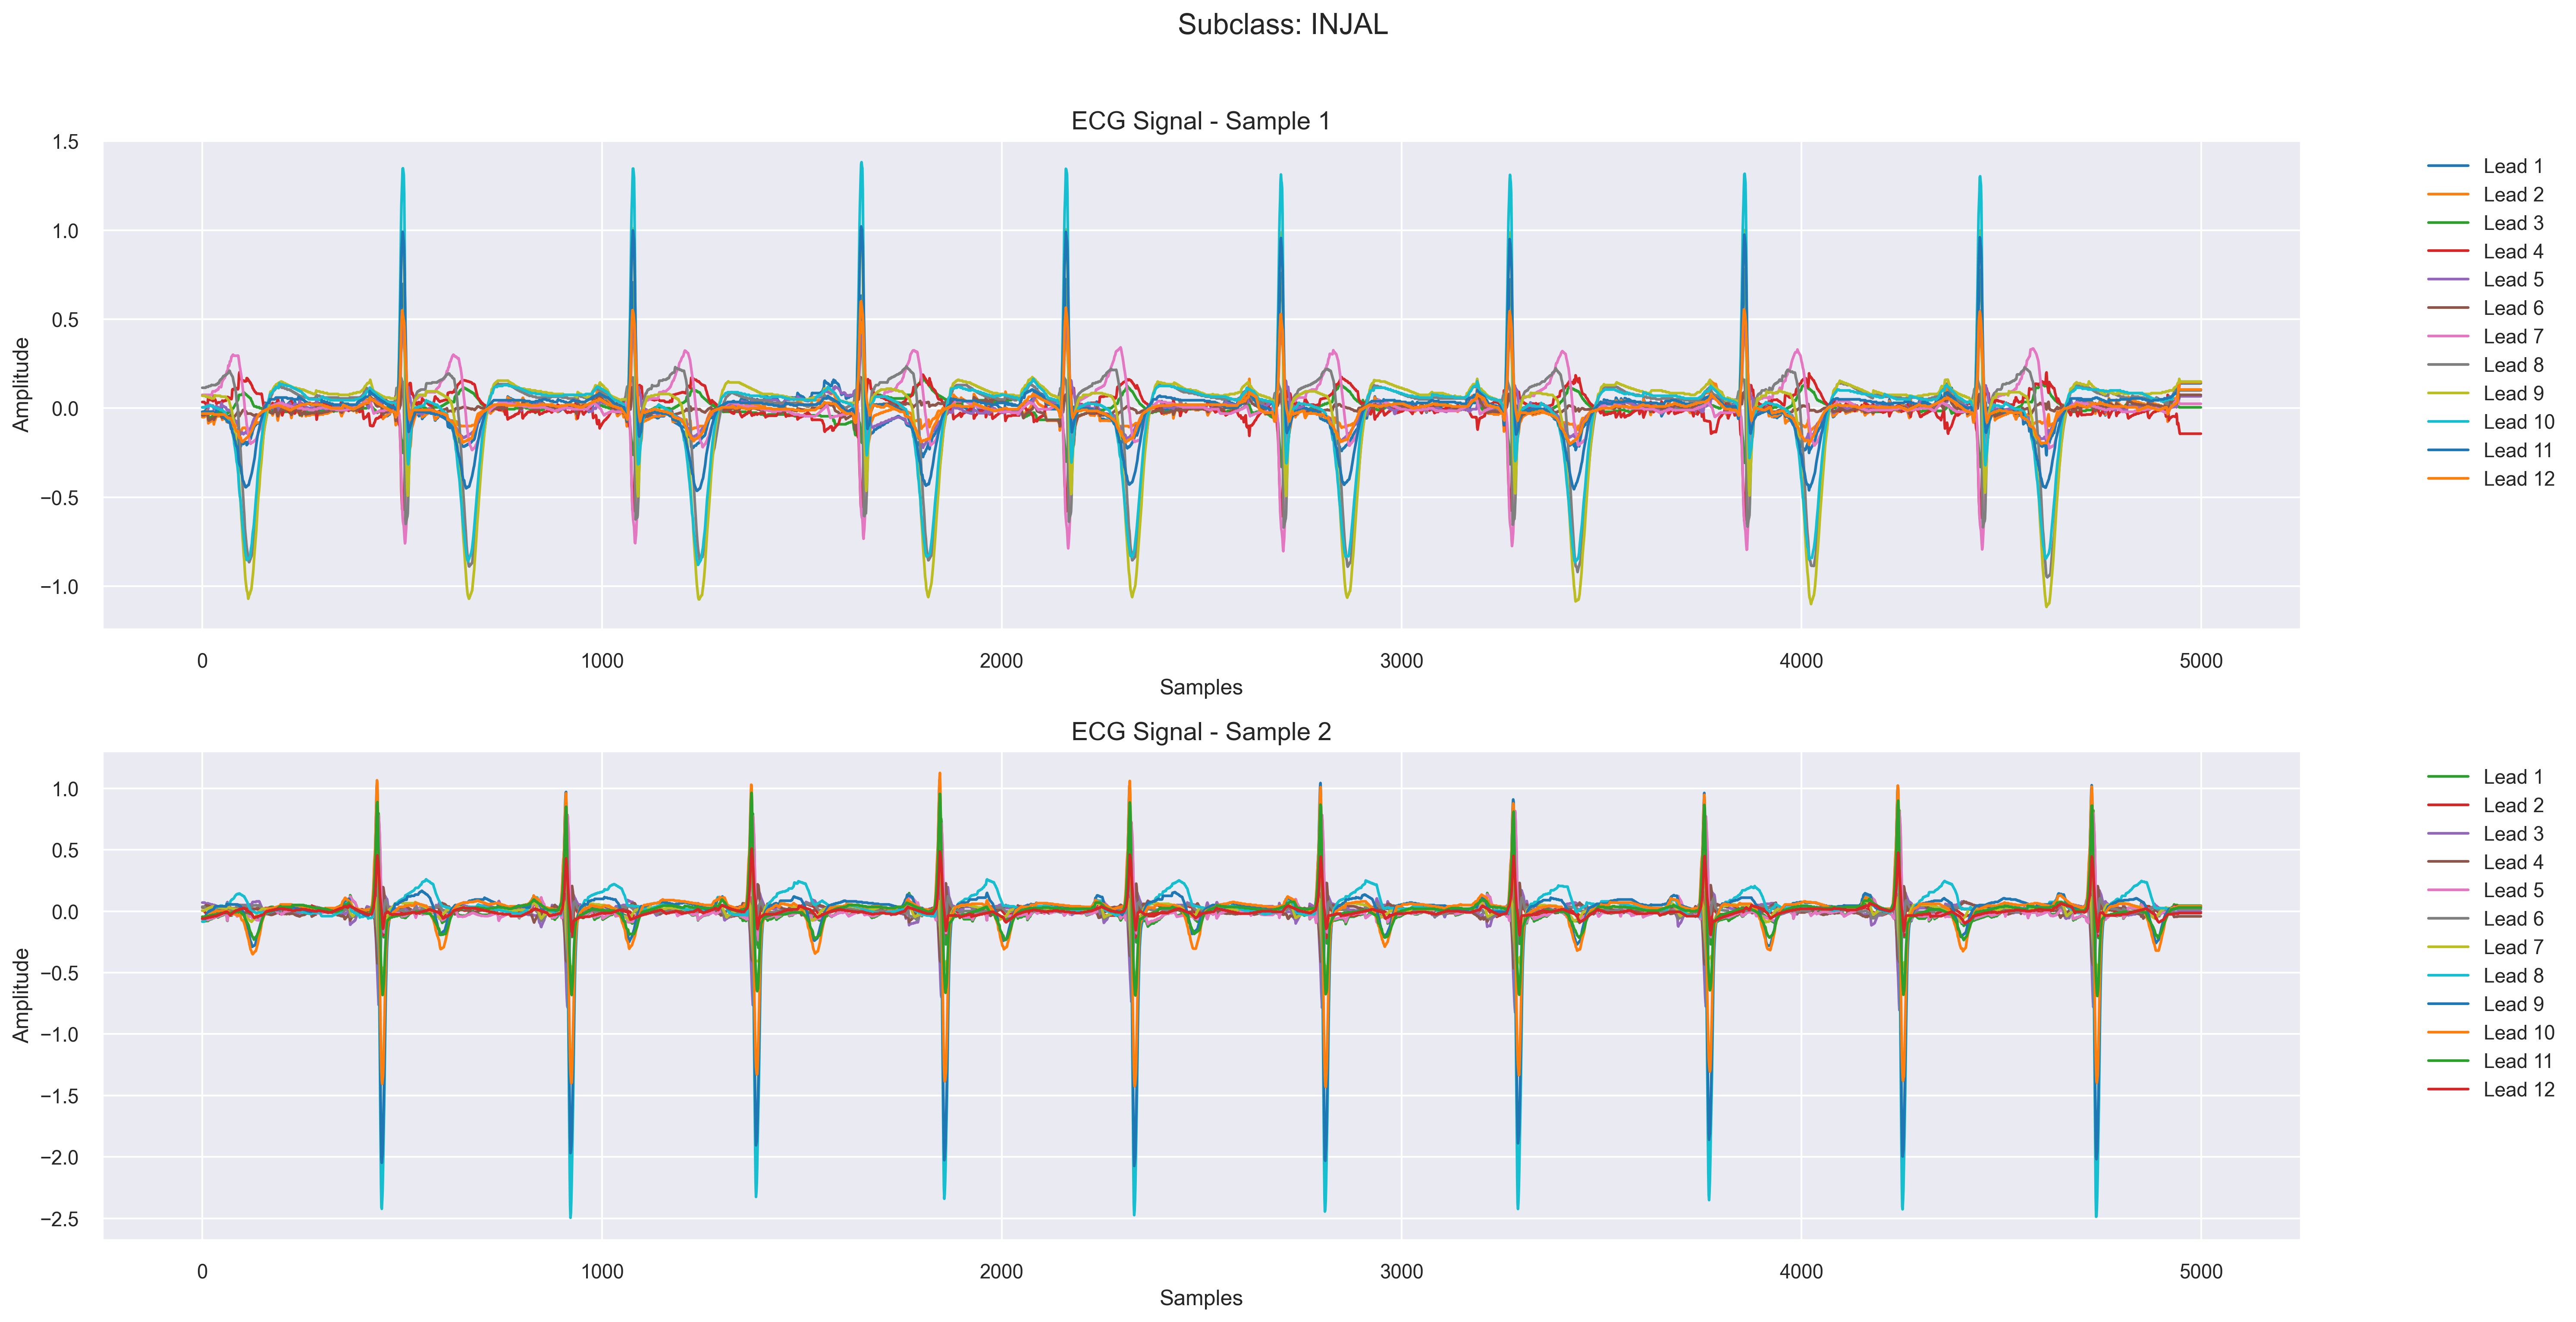 Subclass: INJAL
ECG Signal - Sample 1
1.5
1.0
0.5
0.0
−0.5
−1.0
Amplitude
0 1000 2000 3000 4000 5000
Samples
Lead 1
Lead 2
Lead 3
Lead 4
Lead 5
Lead 6
Lead 7
Lead 8
Lead 9
Lead 10
Lead 11
Lead 12
ECG Signal - Sample 2
1.0
0.5
0.0
−0.5
−1.0
−1.5
−2.0
−2.5
Amplitude
0 1000 2000 3000 4000 5000
Samples
Lead 1
Lead 2
Lead 3
Lead 4
Lead 5
Lead 6
Lead 7
Lead 8
Lead 9
Lead 10
Lead 11
Lead 12